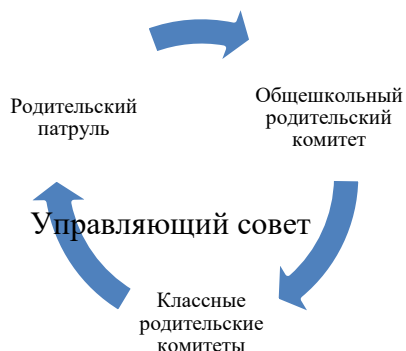 Родительский
патруль
Общешкольный
родительский
комитет
Управляющий совет
Классные
родительские
комитеты